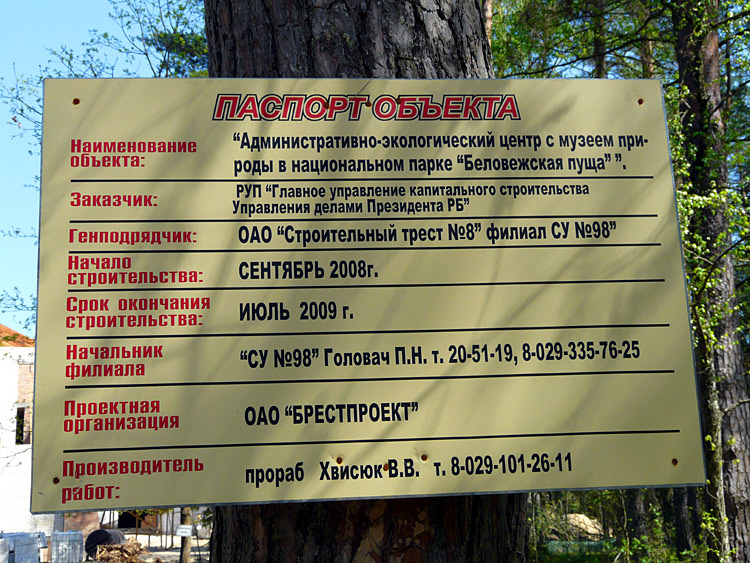 ПАСПОРТ ОБЪЕКТА
Наименование объекта:
"Административно-экологический центр с музеем при-
роды в национальном парке "Беловежская пуща" ".
Заказчик:
РУП "Главное управление капитального строительства
Управления делами Президента РБ"
Генподрядчик: ОАО "Строительный трест №8" филиал СУ №98"
Начало
строительства: СЕНТЯБРЬ 2008г.
Срок окончания
строительства: ИЮЛЬ 2009 г.
Начальник
филиала "СУ №98" Головач П.Н. т. 20-51-19, 8-029-335-76-25
Проектная
организация ОАО "БРЕСТПРОЕКТ"
Производитель
работ: прораб Хвисюк В.В. т. 8-029-101-26-11